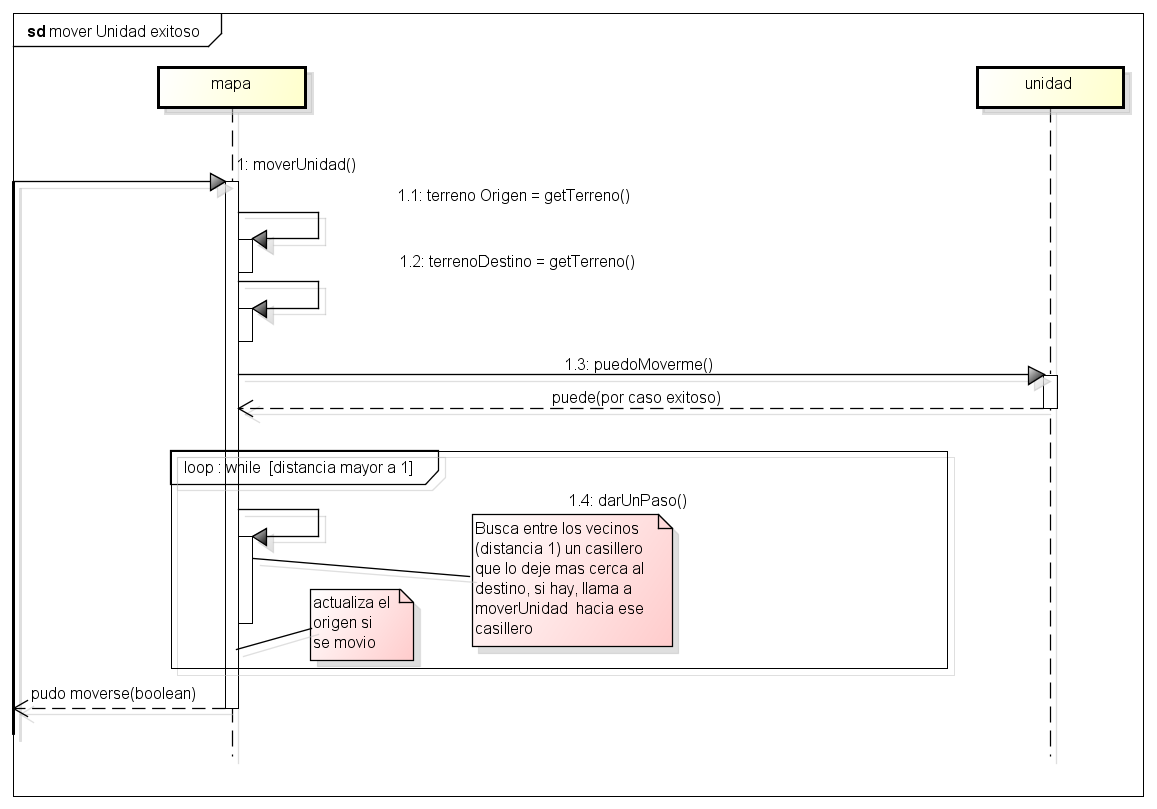 sd mover Unidad exitoso
mapa
unidad
1: moverUnidad()
1.1: terreno Origen = getTerreno()
1.2: terrenoDestino = getTerreno()
1.3: puedoMoverme()
puede(por caso exitoso)
loop : while [distancia mayor a 1]
1.4: darUnPaso()
Busca entre los vecinos
(distancia 1) un casillero
que lo deje mas cerca al
destino, si hay, llama a
moverUnidad hacia ese
casillero
actualiza el
origen si
se movio
pudo moverse(boolean)